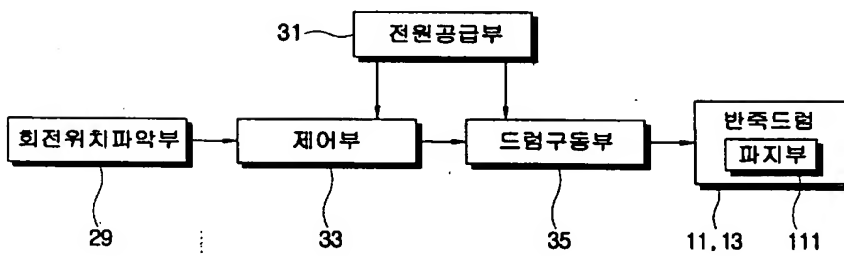 31
전원공급부
회전위치파악부
제어부
드럼구동부
반죽드럼
파지부
29
33
35
11, 13
111